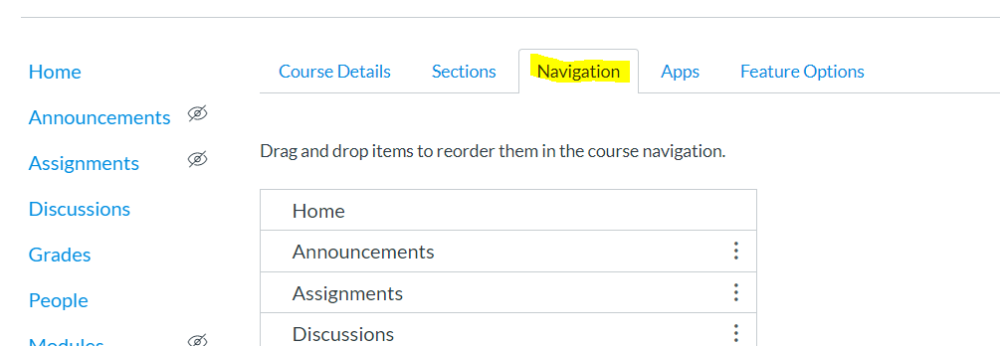 Home
Announcements
Assignments
Discussions
Grades
People
Modules
Course Details Sections Navigation Apps Feature Options
Drag and drop items to reorder them in the course navigation.
Home
Announcements
Assignments
Discussions